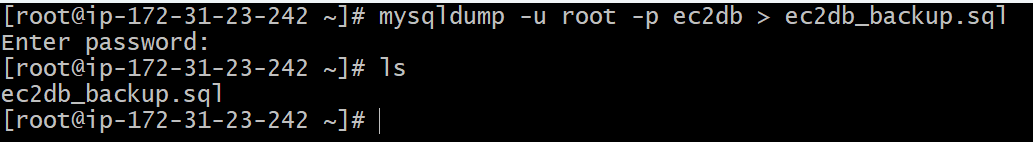 [root@ip-172-31-23-242 ~]# mysqldump -u root -p ec2db > ec2db_backup.sql
Enter password:
[root@ip-172-31-23-242 ~]# ls
ec2db_backup.sql
[root@ip-172-31-23-242 ~]#